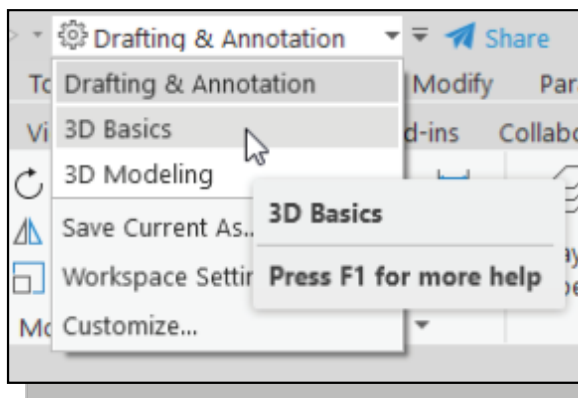 Drafting & Annotation Share
Drafting & Annotation Modify
3D Basics Collab
3D Modeling
3D Basics
Save Current As..
Workspace Settin Press F1 for more help
Customize...